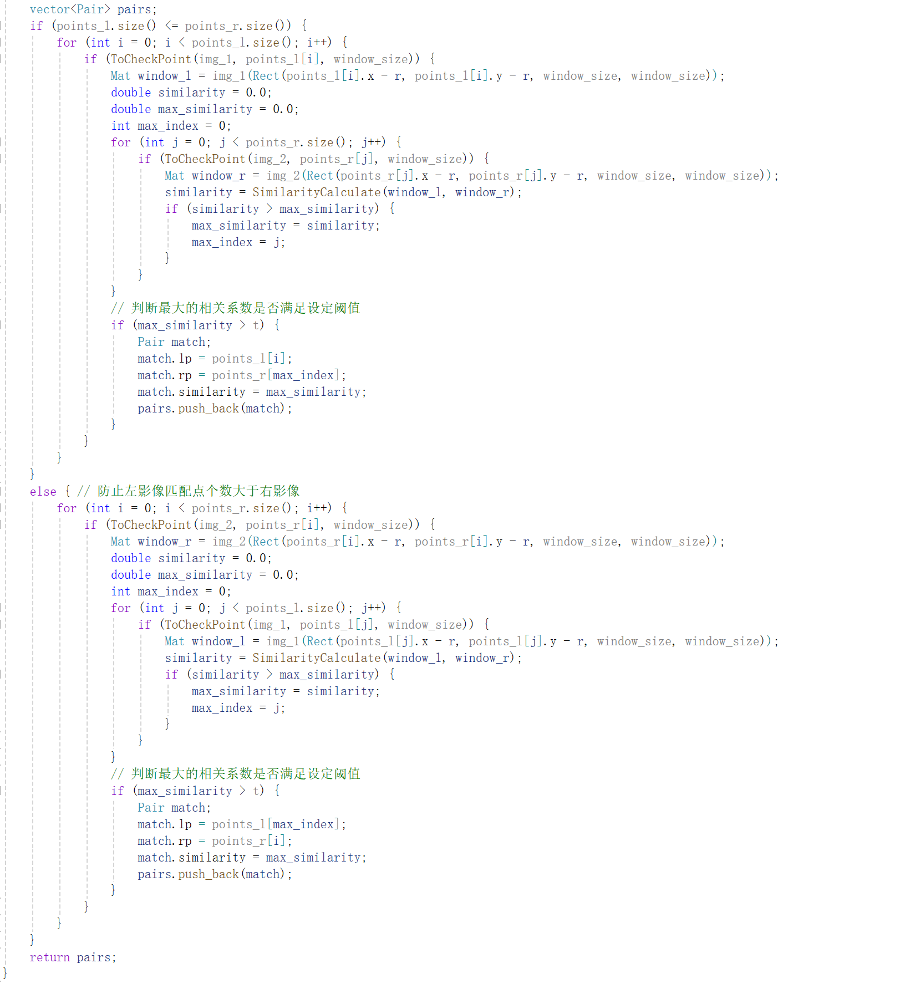 vector<Pair> pairs;
if (points_l.size() <= points_r.size()) {
for (int i = 0; i < points_l.size(); i++) {
if (ToCheckPoint(img_1, points_l[i], window_size)) {
Mat window_l = img_1(Rect(points_l[i].x - r, points_l[i].y - r, window_size, window_size));
double similarity = 0.0;
double max_similarity = 0.0;
int max_index = 0;
for (int j = 0; j < points_r.size(); j++) {
if (ToCheckPoint(img_2, points_r[j], window_size)) {
Mat window_r = img_2(Rect(points_r[j].x - r, points_r[j].y - r, window_size, window_size));
similarity = SimilarityCalculate(window_l, window_r);
if (similarity > max_similarity) {
max_similarity = similarity;
max_index = j;
}
}
}
// 判断最大的相关系数是否满足设定阈值
if (max_similarity > t) {
Pair match;
match.lp = points_l[i];
match.rp = points_r[max_index];
match.similarity = max_similarity;
pairs.push_back(match);
}
}
}
}
else { // 防止左影像匹配点个数大于右影像
for (int i = 0; i < points_r.size(); i++) {
if (ToCheckPoint(img_2, points_r[i], window_size)) {
Mat window_r = img_2(Rect(points_r[i].x - r, points_r[i].y - r, window_size, window_size));
double similarity = 0.0;
double max_similarity = 0.0;
int max_index = 0;
for (int j = 0; j < points_l.size(); j++) {
if (ToCheckPoint(img_1, points_l[j], window_size)) {
Mat window_l = img_1(Rect(points_l[j].x - r, points_l[j].y - r, window_size, window_size));
similarity = SimilarityCalculate(window_l, window_r);
if (similarity > max_similarity) {
max_similarity = similarity;
max_index = j;
}
}
}
// 判断最大的相关系数是否满足设定阈值
if (max_similarity > t) {
Pair match;
match.lp = points_l[max_index];
match.rp = points_r[i];
match.similarity = max_similarity;
pairs.push_back(match);
}
}
}
}
return pairs;
}